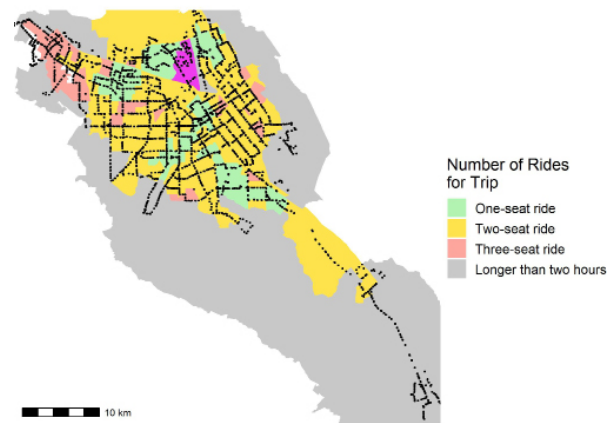 Number of Rides
for Trip
One-seat ride
Two-seat ride
Three-seat ride
Longer than two hours
10 km